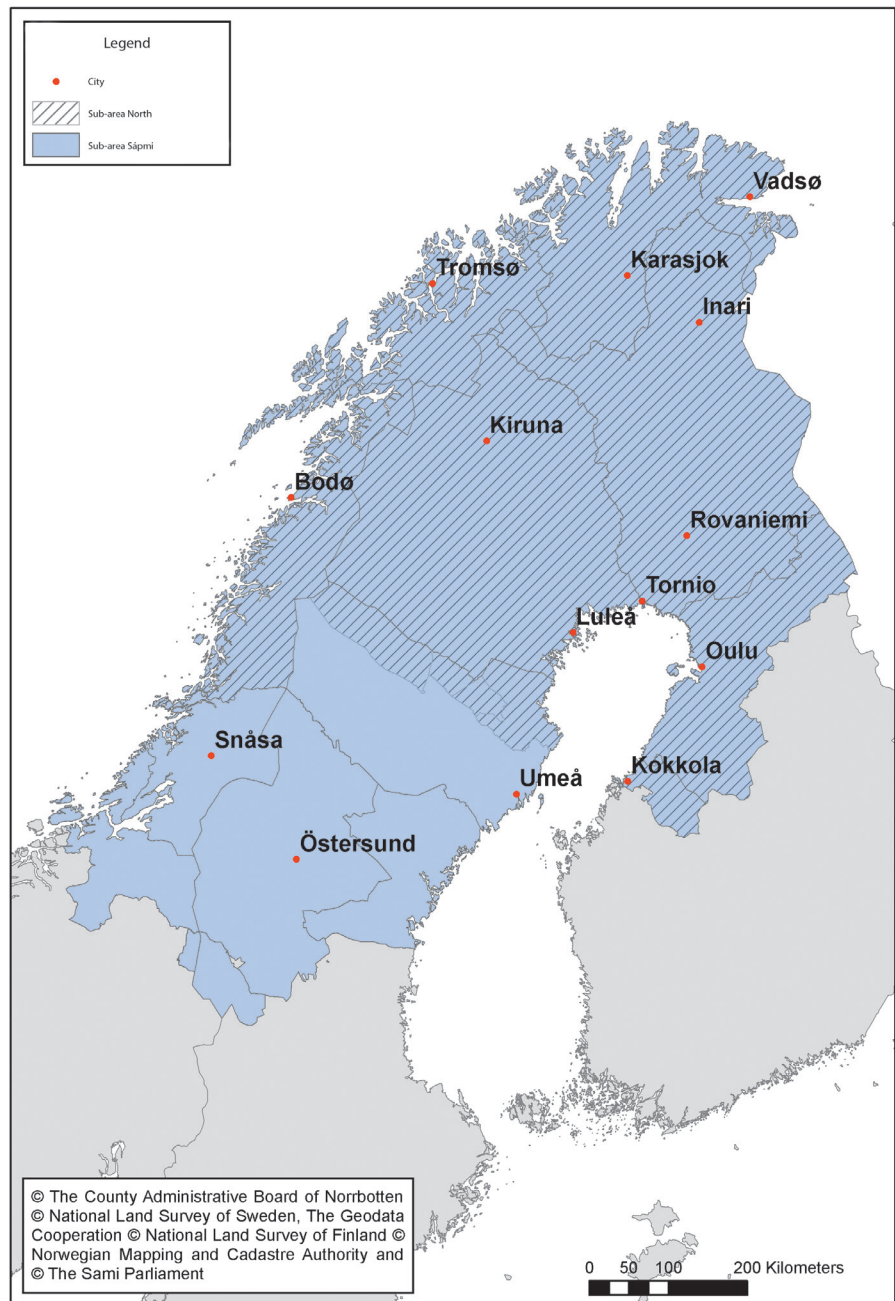 Legend
City
Sub-area North
Sub-area Sápmi
Vadsø
Karasjok
Tromsø
Inari
Kiruna
Bodø
Rovaniemi
Tornio
Luleå
Oulu
Snåsa
Kokkola
Umeå
Östersund
© The County Administrative Board of Norrbotten
© National Land Survey of Sweden, The Geodata
Cooperation © National Land Survey of Finland ©
Norwegian Mapping and Cadastre Authority and
© The Sami Parliament
0 50 100 200 Kilometers